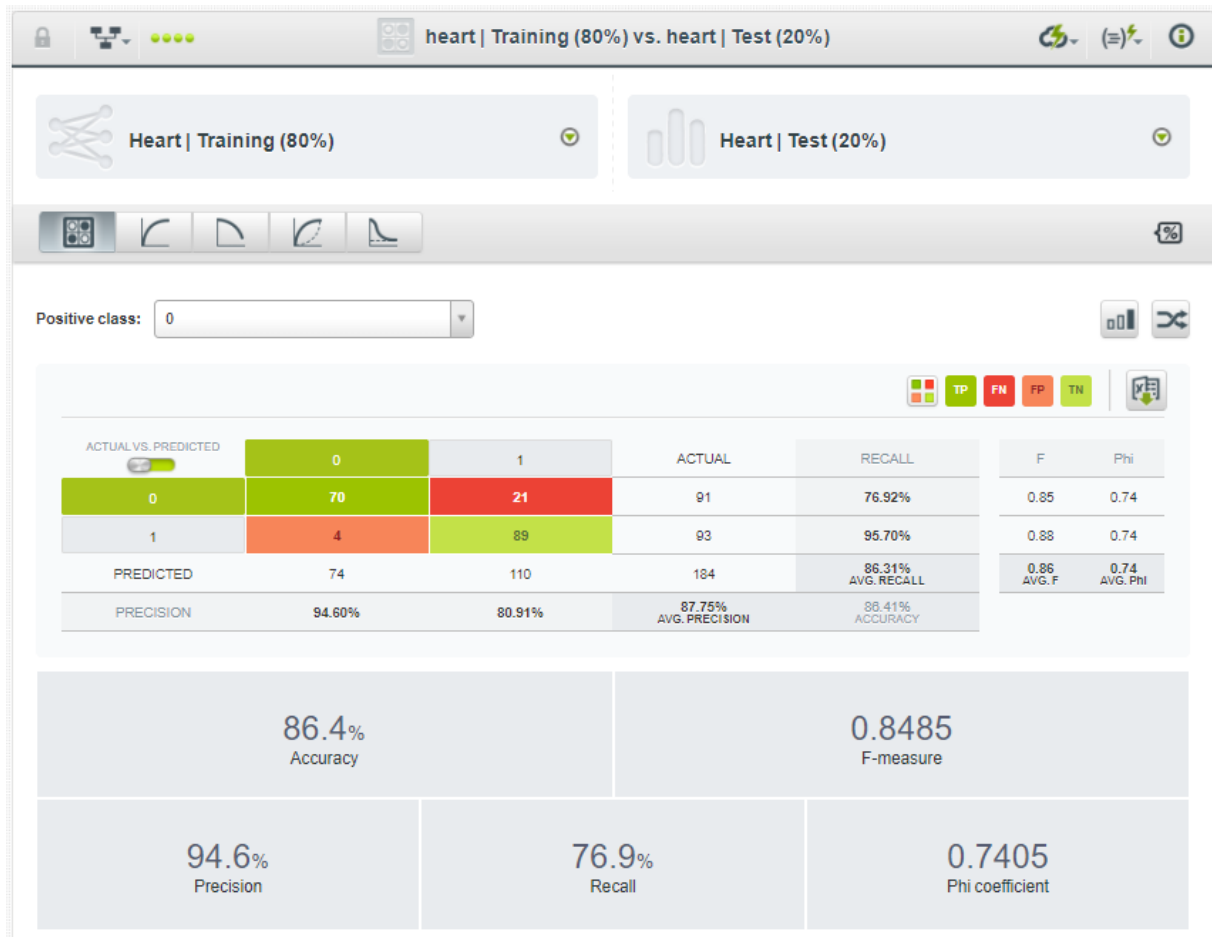 heart | Training (80%) vs. heart | Test (20%)
Heart | Training (80%)
Heart | Test (20%)
Positive class: 0
TP FN FP TN
ACTUAL VS. PREDICTED 0 1 ACTUAL RECALL F Phi
0 70 21 91 76.92% 0.85 0.74
1 4 89 93 95.70% 0.88 0.74
PREDICTED 74 110 184 86.31% AVG. RECALL 0.86 AVG. F 0.74 AVG. Phi
PRECISION 94.60% 80.91% 87.75% AVG. PRECISION 86.41% ACCURACY
86.4% 0.8485
Accuracy F-measure
94.6% 76.9% 0.7405
Precision Recall Phi coefficient